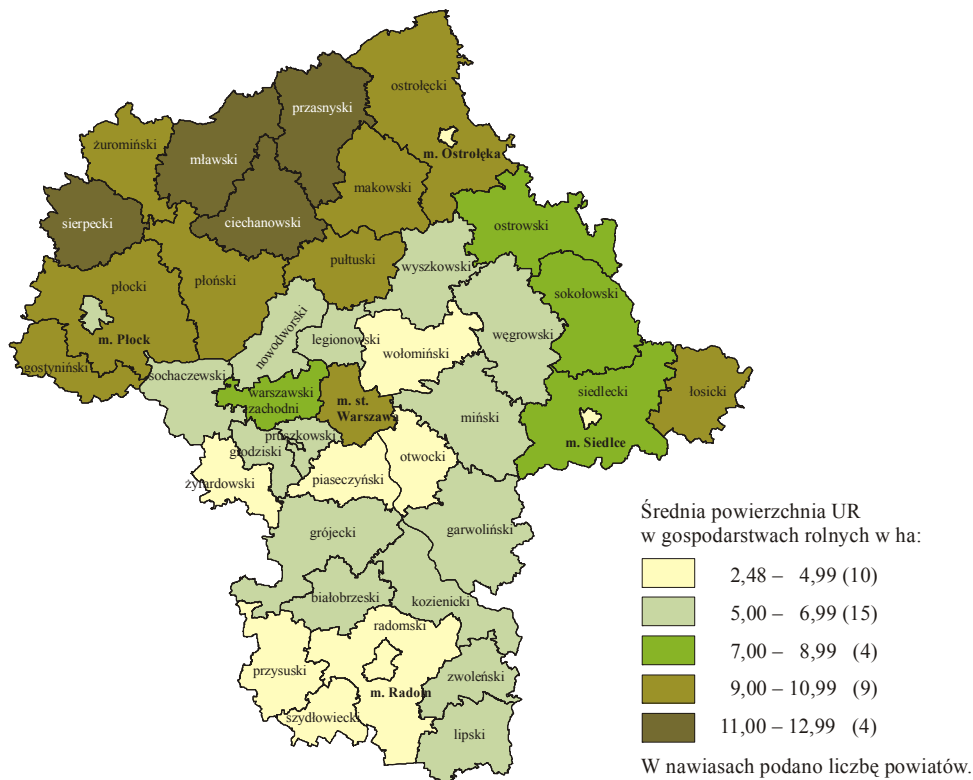 ostrołęcki
przasnyski
żuromiński
mławski
m. Ostrołęka
makowski
sierpecki
ciechanowski
ostrowski
pułtuski
wyszkowski
płocki
płoński
sokołowski
nowodworski
legionowski
węgrowski
m. Płock
wołomiński
gostyniński
sochaczewski
warszawski
zachodni
m. st.
Warszawa
siedlecki
łosicki
miński
m. Siedlce
pruszkowski
grodziski
otwocki
żyrardowski
piaseczyński
grójecki
garwoliński
białobrzeski
kozienicki
radomski
przysuski
zwoleński
m. Radom
szydłowiecki
lipski
Średnia powierzchnia UR
w gospodarstwach rolnych w ha:
2,48 – 4,99 (10)
5,00 – 6,99 (15)
7,00 – 8,99 (4)
9,00 – 10,99 (9)
11,00 – 12,99 (4)
W nawiasach podano liczbę powiatów.